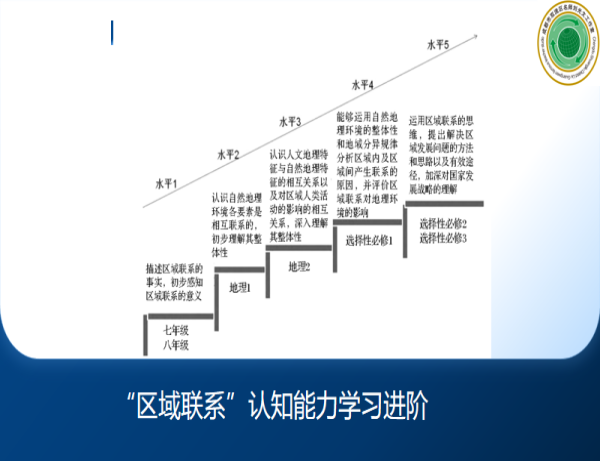 水平5
水平4
水平3
水平2
水平1
运用区域联系的思
维，提出解决区
域发展问题的方法
和思路以及有效途
径，加深对国家发
展战略的理解
能够运用自然地
理环境的整体性
和地域分异规律
分析区域内及区
域间产生联系的
原因，并评价区
域联系对地理环
境的影响
认识人文地理特
征与自然地理特
征的相互关系以
及对区域人类活
动的影响的相互
关系，深入理解
其整体性
认识自然地理
环境各要素是
相互联系的，
初步理解其整
体性
描述区域联系的
事实，初步感知
区域联系的意义
七年级
八年级
地理1
地理2
选择性必修1
选择性必修2
选择性必修3
“区域联系”认知能力学习进阶